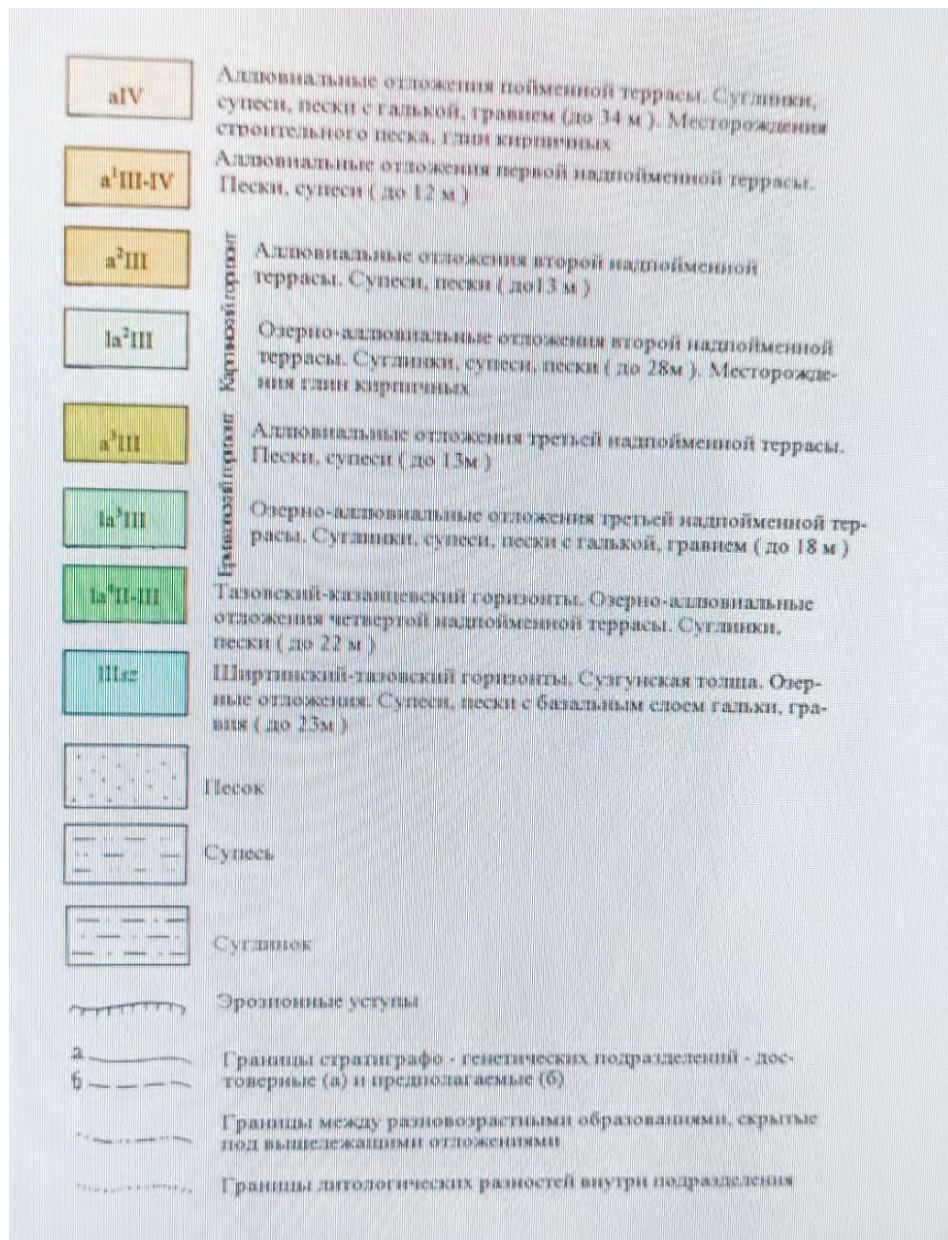 aIV
Аллювиальные отложения пойменной террасы. Суглинки,
супеси, пески с галькой, гравием (до 34 м ). Месторождения
строительного песка, глин кирпичных
a¹III-IV
Аллювиальные отложения первой надпойменной террасы.
Пески, супеси ( до 12 м )
Каргинский горизонт
a²III
Аллювиальные отложения второй надпойменной
террасы. Супеси, пески ( до13 м )
la²III
Озерно-аллювиальные отложения второй надпойменной
террасы. Суглинки, супеси, пески ( до 28м ). Месторожде-
ния глин кирпичных
горизонт
a³III
Аллювиальные отложения третьей надпойменной террасы.
Пески, супеси ( до 13м )
la³III
Озерно-аллювиальные отложения третьей надпойменной тер-
расы. Суглинки, супеси, пески с галькой, гравием ( до 18 м )
la⁴II-III
Тазовский-казанцевский горизонты. Озерно-аллювиальные
отложения четвертой надпойменной террасы. Суглинки,
пески ( до 22 м )
Ширтинский-тазовский горизонты. Сузгунская толща. Озер-
ные отложения. Супеси, пески с базальным слоем гальки, гра-
вия ( до 23м )
Песок
Супесь
Суглинок
Эрозионные уступы
а
б
Границы стратиграфо - генетических подразделений - дос-
товерные (а) и предполагаемые (б)
Границы между разновозрастными образованиями, скрытые
под вышележащими отложениями
Границы литологических разностей внутри подразделения